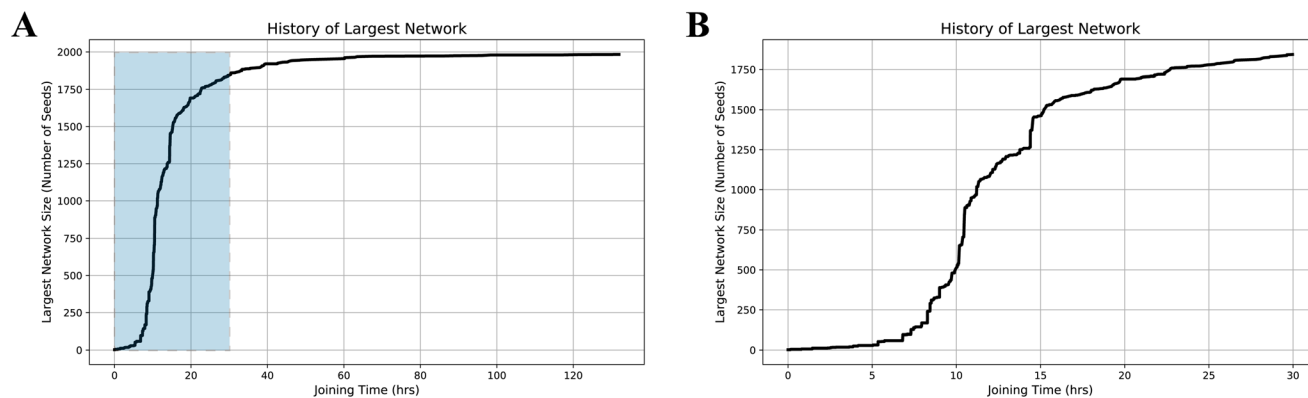 A
History of Largest Network
Largest Network Size (Number of Seeds)
2000
1750
1500
1250
1000
750
500
250
0
0 20 40 60 80 100 120
Joining Time (hrs)
B
History of Largest Network
Largest Network Size (Number of Seeds)
1750
1500
1250
1000
750
500
250
0
0 5 10 15 20 25 30
Joining Time (hrs)